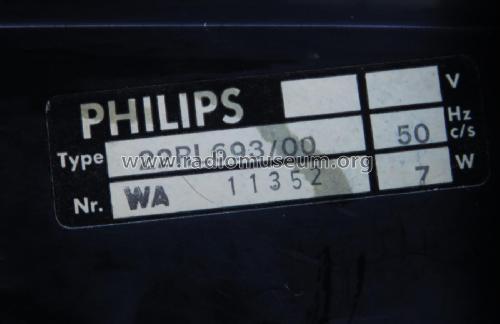 PHILIPS V
Type 22RL693/00 50 Hz c/s
www.radiomuseum.org
Nr. WA 11352 7 W